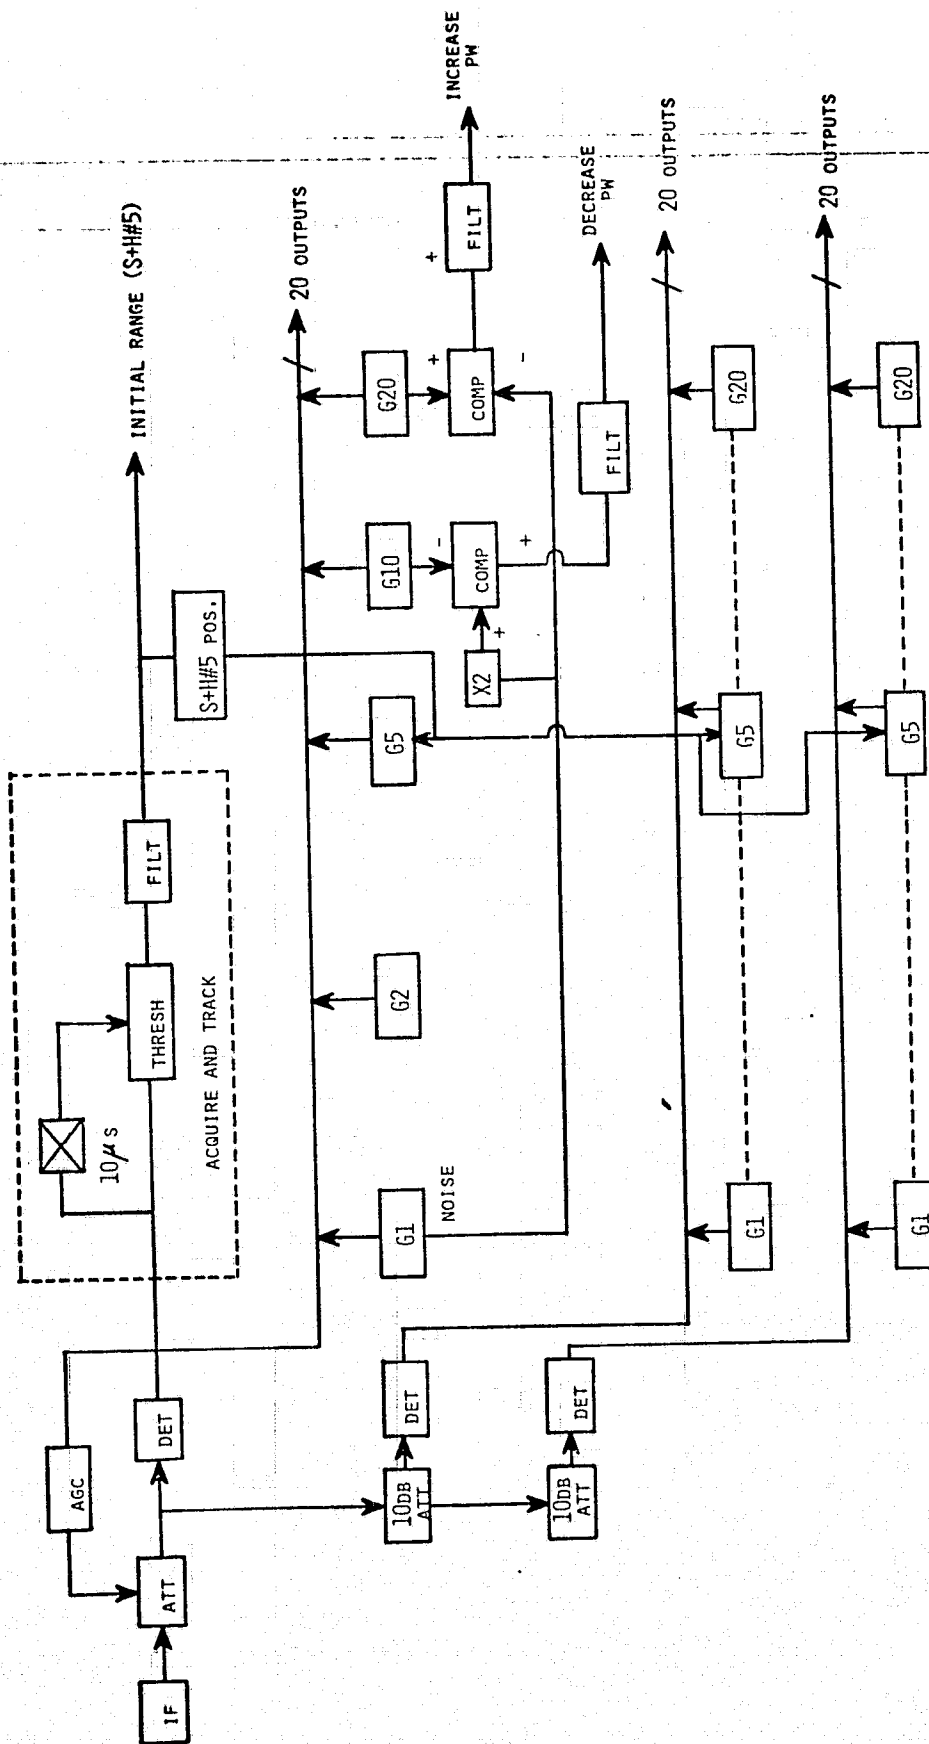 IF
ATT
AGC
DET
10µs
THRESH
FILT
ACQUIRE AND TRACK
S+H#5 POS.
INITIAL RANGE (S+H#5)
20 OUTPUTS
G1
NOISE
G2
G5
G10
G20
-
+
X2
+
COMP
+
COMP
-
+
FILT
INCREASE
PW
FILT
DECREASE
PW
10DB
ATT
DET
20 OUTPUTS
G1
G5
G20
10DB
ATT
DET
20 OUTPUTS
G1
G5
G20